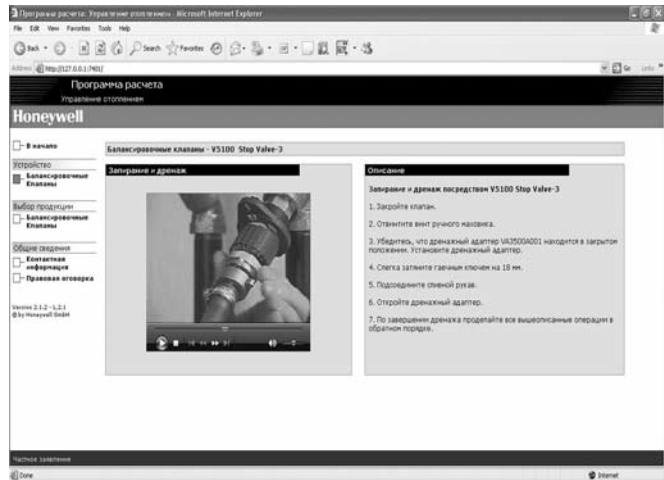 Программа расчета: Управление отоплением - Microsoft Internet Explorer
File Edit View Favorites Tools Help
Back Search Favorites
Address http://127.0.0.1:7401/ Go Links
Программа расчета
Управление отоплением
Honeywell
В начало
Балансировочные клапаны - V5100 Stop Valve-3
Устройство
Балансировочные
Клапаны
Выбор продукции
Балансировочные
Клапаны
Общие сведения
Контактная
информация
Правовая оговорка
Version 2.1.2 - 1.2.1
© by Honeywell GmbH
Запирание и дренаж
Описание
Запирание и дренаж посредством V5100 Stop Valve-3
1. Закройте клапан.
2. Отвинтите винт ручного маховика.
3. Убедитесь, что дренажный адаптер VA3500A001 находится в закрытом
положении. Установите дренажный адаптер.
4. Слегка затяните гаечным ключем на 18 мм.
5. Подсоедините сливной рукав.
6. Откройте дренажный адаптер.
7. По завершении дренажа проделайте все вышеописанные операции в
обратном порядке.
Частное заявление
Done Internet